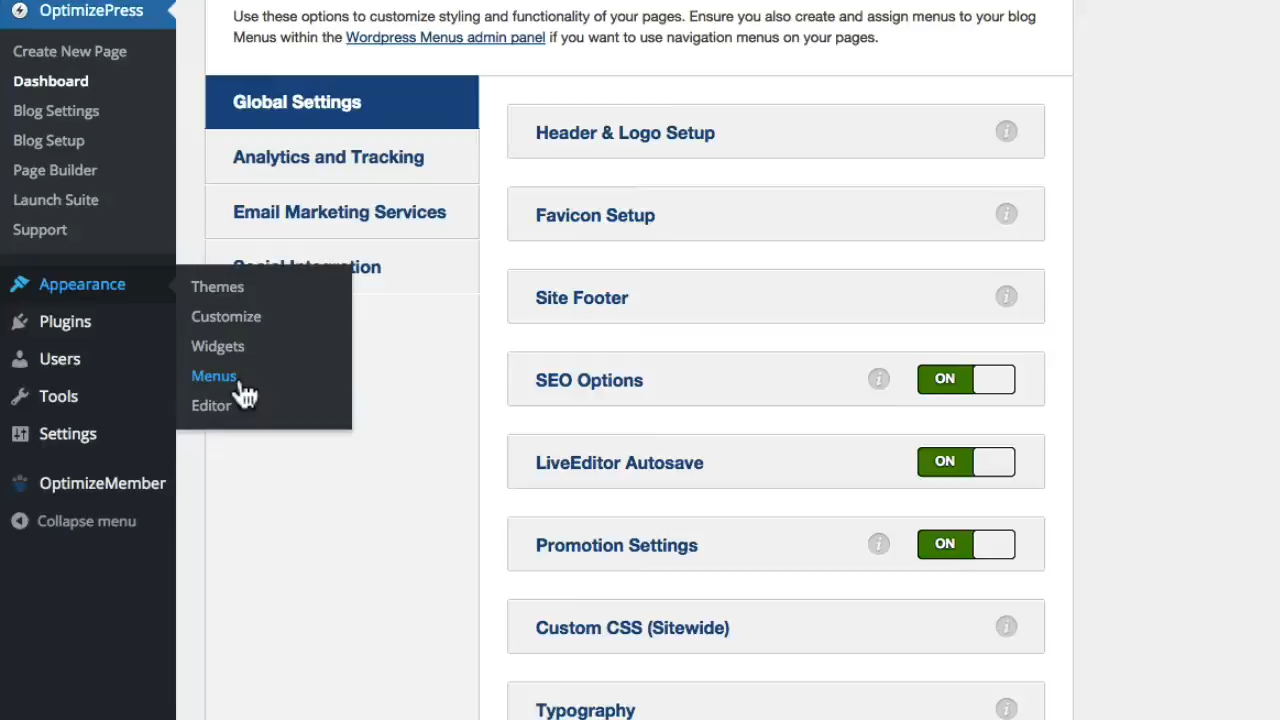 OptimizePress
Create New Page
Dashboard
Blog Settings
Blog Setup
Page Builder
Launch Suite
Support
Appearance
Plugins
Users
Tools
Settings
OptimizeMember
Collapse menu
Themes
Customize
Widgets
Menus
Editor
Use these options to customize styling and functionality of your pages. Ensure you also create and assign menus to your blog
Menus within the Wordpress Menus admin panel if you want to use navigation menus on your pages.
Global Settings
Analytics and Tracking
Email Marketing Services
Social Integration
Header & Logo Setup
Favicon Setup
Site Footer
SEO Options ON
LiveEditor Autosave ON
Promotion Settings ON
Custom CSS (Sitewide)
Typography